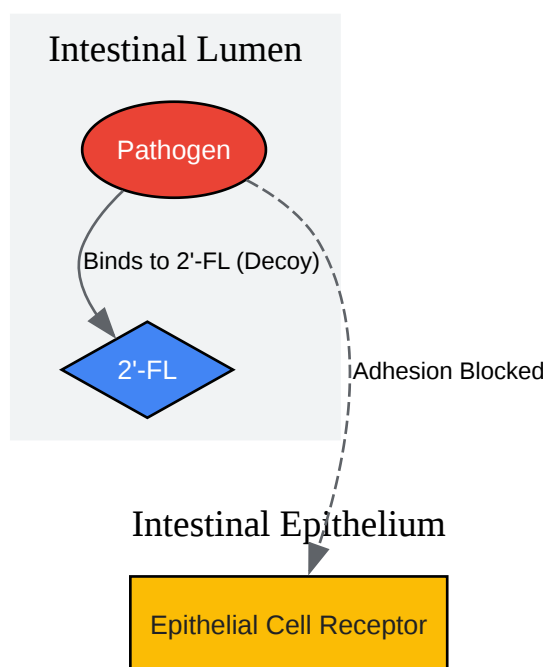 Intestinal Lumen
Pathogen
Binds to 2'-FL (Decoy)
2'-FL
Adhesion Blocked
Intestinal Epithelium
Epithelial Cell Receptor